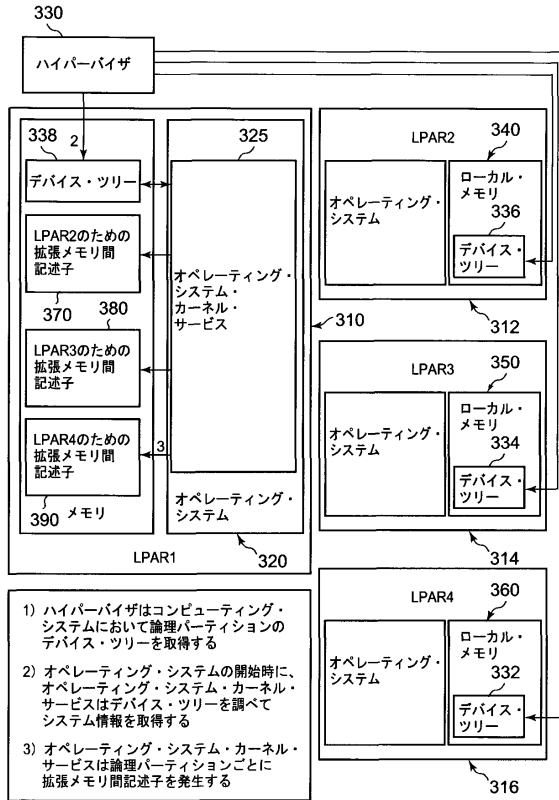 330
ハイパーバイザ
2
338
デバイス・ツリー
LPAR2のための
拡張メモリ間
記述子
370
380
LPAR3のための
拡張メモリ間
記述子
LPAR4のための
拡張メモリ間
記述子
3
390
メモリ
325
オペレーティング・
システム・
カーネル・
サービス
オペレーティング・
システム
320
LPAR1
310
LPAR2
340
オペレーティング・
システム
ローカル・
メモリ
336
デバイス・
ツリー
312
LPAR3
350
オペレーティング・
システム
ローカル・
メモリ
334
デバイス・
ツリー
314
LPAR4
360
オペレーティング・
システム
ローカル・
メモリ
332
デバイス・
ツリー
316
1) ハイパーバイザはコンピューティング・
システムにおいて論理パーティションの
デバイス・ツリーを取得する
2) オペレーティング・システムの開始時に、
オペレーティング・システム・カーネル・
サービスはデバイス・ツリーを調べて
システム情報を取得する
3) オペレーティング・システム・カーネル・
サービスは論理パーティションごとに
拡張メモリ間記述子を発生する